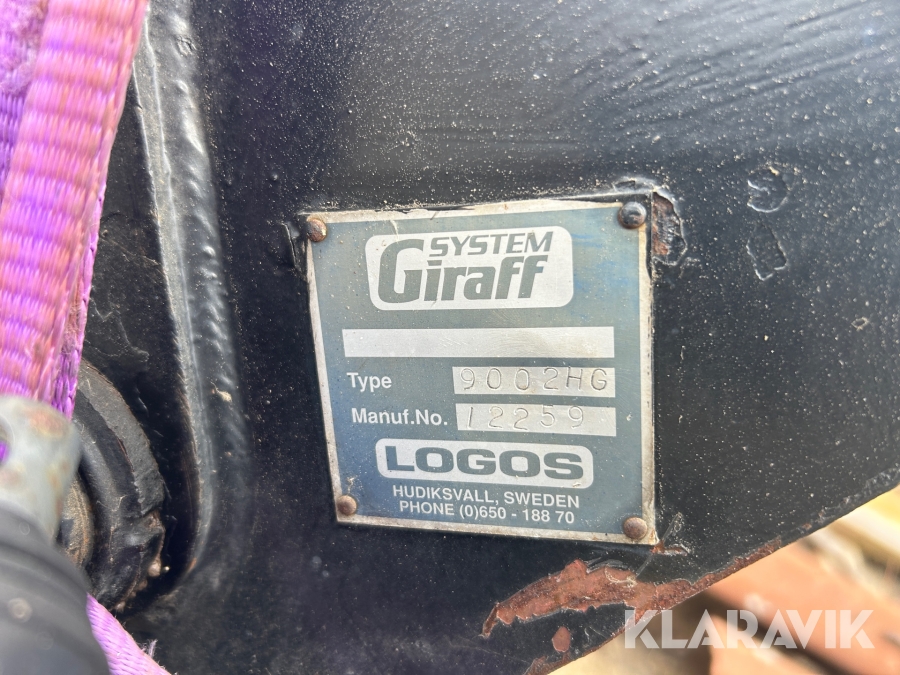 SYSTEM
Giraff
Type 9002HG
Manuf.No. 12259
LOGOS
HUDIKSVALL, SWEDEN
PHONE (0)650 - 188 70
KLARAVIK